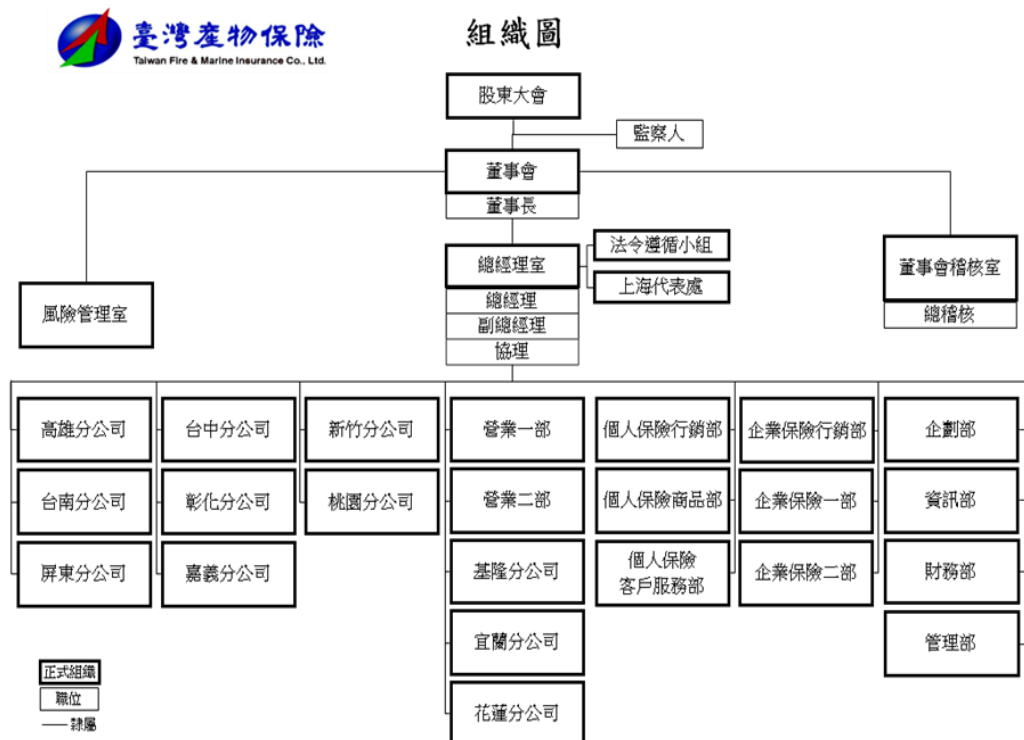 臺灣產物保險
Taiwan Fire & Marine Insurance Co., Ltd.
組織圖
股東大會
監察人
董事會
董事長
總經理室
總經理
副總經理
協理
法令遵循小組
上海代表處
風險管理室
董事會稽核室
總稽核
高雄分公司
台南分公司
屏東分公司
台中分公司
彰化分公司
嘉義分公司
新竹分公司
桃園分公司
營業一部
營業二部
基隆分公司
宜蘭分公司
花蓮分公司
個人保險行銷部
個人保險商品部
個人保險
客戶服務部
企業保險行銷部
企業保險一部
企業保險二部
企劃部
資訊部
財務部
管理部
正式組織
職位
隸屬